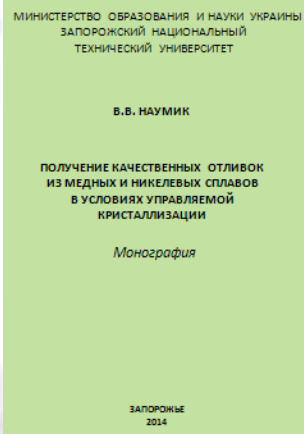 МИНИСТЕРСТВО ОБРАЗОВАНИЯ И НАУКИ УКРАИНЫ
ЗАПОРОЖСКИЙ НАЦИОНАЛЬНЫЙ
ТЕХНИЧЕСКИЙ УНИВЕРСИТЕТ
В.В. НАУМИК
ПОЛУЧЕНИЕ КАЧЕСТВЕННЫХ ОТЛИВОК
ИЗ МЕДНЫХ И НИКЕЛЕВЫХ СПЛАВОВ
В УСЛОВИЯХ УПРАВЛЯЕМОЙ
КРИСТАЛЛИЗАЦИИ
Монография
ЗАПОРОЖЬЕ
2014